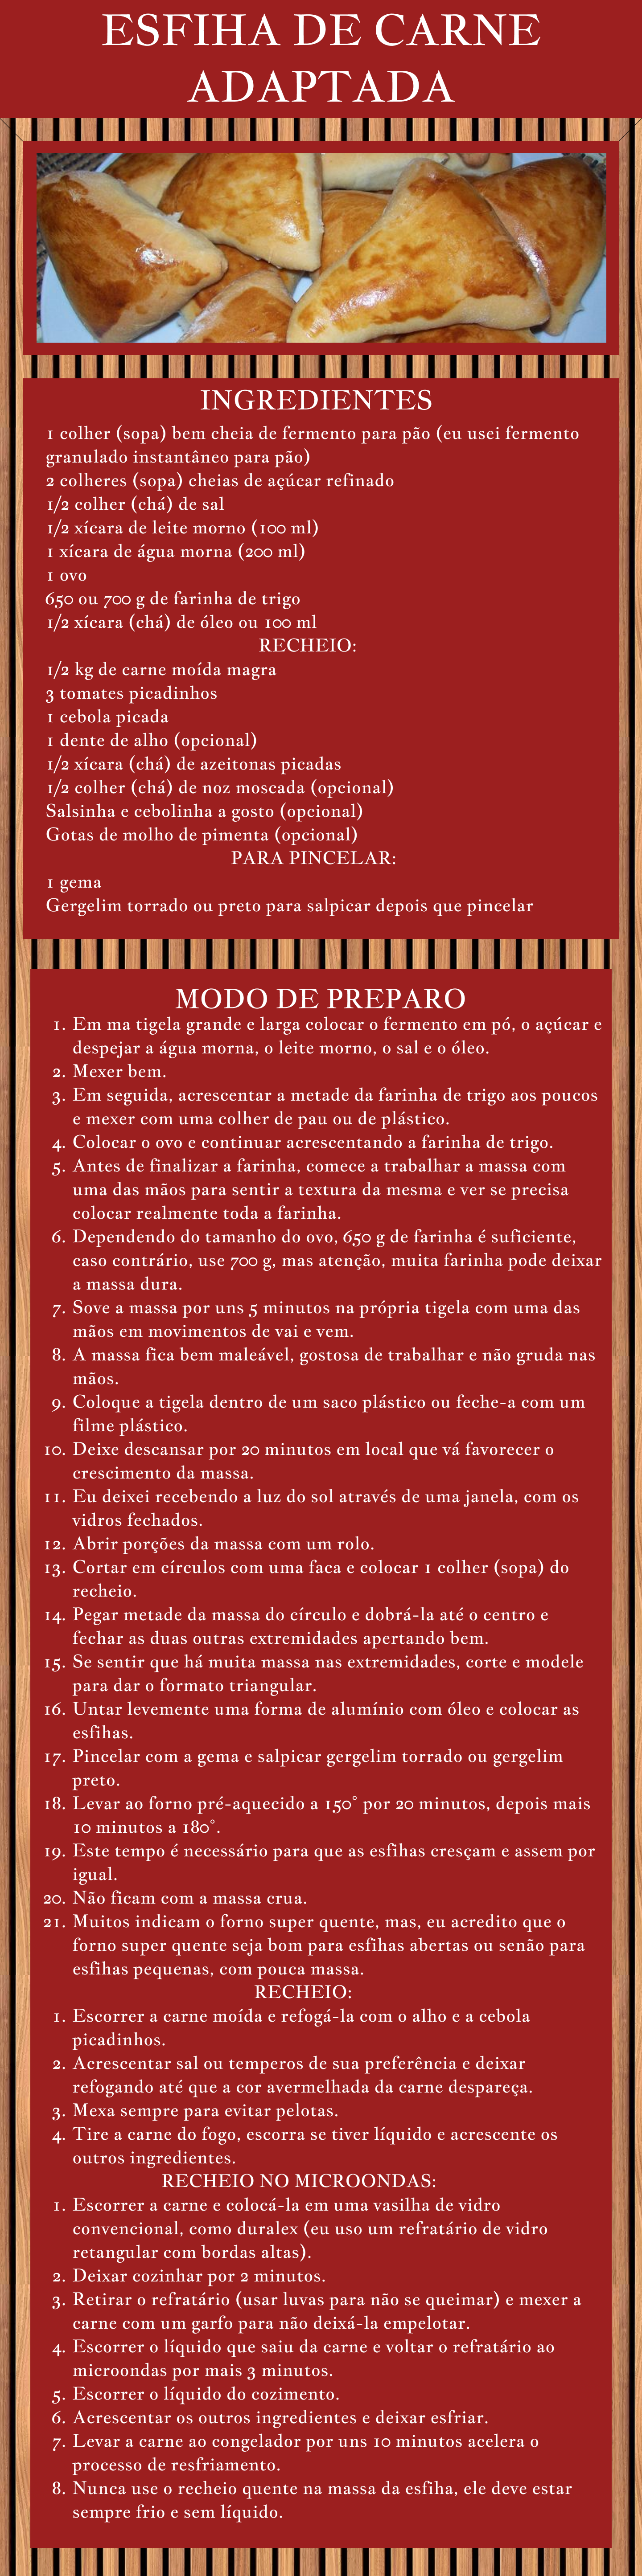 ESFIHA DE CARNE
ADAPTADA
INGREDIENTES
1 colher (sopa) bem cheia de fermento para pão (eu usei fermento
granulado instantâneo para pão)
2 colheres (sopa) cheias de açúcar refinado
1/2 colher (chá) de sal
1/2 xícara de leite morno (100 ml)
1 xícara de água morna (200 ml)
1 ovo
650 ou 700 g de farinha de trigo
1/2 xícara (chá) de óleo ou 100 ml
RECHEIO:
1/2 kg de carne moída magra
3 tomates picadinhos
1 cebola picada
1 dente de alho (opcional)
1/2 xícara (chá) de azeitonas picadas
1/2 colher (chá) de noz moscada (opcional)
Salsinha e cebolinha a gosto (opcional)
Gotas de molho de pimenta (opcional)
PARA PINCELAR:
1 gema
Gergelim torrado ou preto para salpicar depois que pincelar
MODO DE PREPARO
1. Em ma tigela grande e larga colocar o fermento em pó, o açúcar e
despejar a água morna, o leite morno, o sal e o óleo.
2. Mexer bem.
3. Em seguida, acrescentar a metade da farinha de trigo aos poucos
e mexer com uma colher de pau ou de plástico.
4. Colocar o ovo e continuar acrescentando a farinha de trigo.
5. Antes de finalizar a farinha, comece a trabalhar a massa com
uma das mãos para sentir a textura da mesma e ver se precisa
colocar realmente toda a farinha.
6. Dependendo do tamanho do ovo, 650 g de farinha é suficiente,
caso contrário, use 700 g, mas atenção, muita farinha pode deixar
a massa dura.
7. Sove a massa por uns 5 minutos na própria tigela com uma das
mãos em movimentos de vai e vem.
8. A massa fica bem maleável, gostosa de trabalhar e não gruda nas
mãos.
9. Coloque a tigela dentro de um saco plástico ou feche-a com um
filme plástico.
10. Deixe descansar por 20 minutos em local que vá favorecer o
crescimento da massa.
11. Eu deixei recebendo a luz do sol através de uma janela, com os
vidros fechados.
12. Abrir porções da massa com um rolo.
13. Cortar em círculos com uma faca e colocar 1 colher (sopa) do
recheio.
14. Pegar metade da massa do círculo e dobrá-la até o centro e
fechar as duas outras extremidades apertando bem.
15. Se sentir que há muita massa nas extremidades, corte e modele
para dar o formato triangular.
16. Untar levemente uma forma de alumínio com óleo e colocar as
esfihas.
17. Pincelar com a gema e salpicar gergelim torrado ou gergelim
preto.
18. Levar ao forno pré-aquecido a 150° por 20 minutos, depois mais
10 minutos a 180°.
19. Este tempo é necessário para que as esfihas cresçam e assem por
igual.
20. Não ficam com a massa crua.
21. Muitos indicam o forno super quente, mas, eu acredito que o
forno super quente seja bom para esfihas abertas ou senão para
esfihas pequenas, com pouca massa.
RECHEIO:
1. Escorrer a carne moída e refogá-la com o alho e a cebola
picadinhos.
2. Acrescentar sal ou temperos de sua preferência e deixar
refogando até que a cor avermelhada da carne despareça.
3. Mexa sempre para evitar pelotas.
4. Tire a carne do fogo, escorra se tiver líquido e acrescente os
outros ingredientes.
RECHEIO NO MICROONDAS:
1. Escorrer a carne e colocá-la em uma vasilha de vidro
convencional, como duralex (eu uso um refratário de vidro
retangular com bordas altas).
2. Deixar cozinhar por 2 minutos.
3. Retirar o refratário (usar luvas para não se queimar) e mexer a
carne com um garfo para não deixá-la empelotar.
4. Escorrer o líquido que saiu da carne e voltar o refratário ao
microondas por mais 3 minutos.
5. Escorrer o líquido do cozimento.
6. Acrescentar os outros ingredientes e deixar esfriar.
7. Levar a carne ao congelador por uns 10 minutos acelera o
processo de resfriamento.
8. Nunca use o recheio quente na massa da esfiha, ele deve estar
sempre frio e sem líquido.